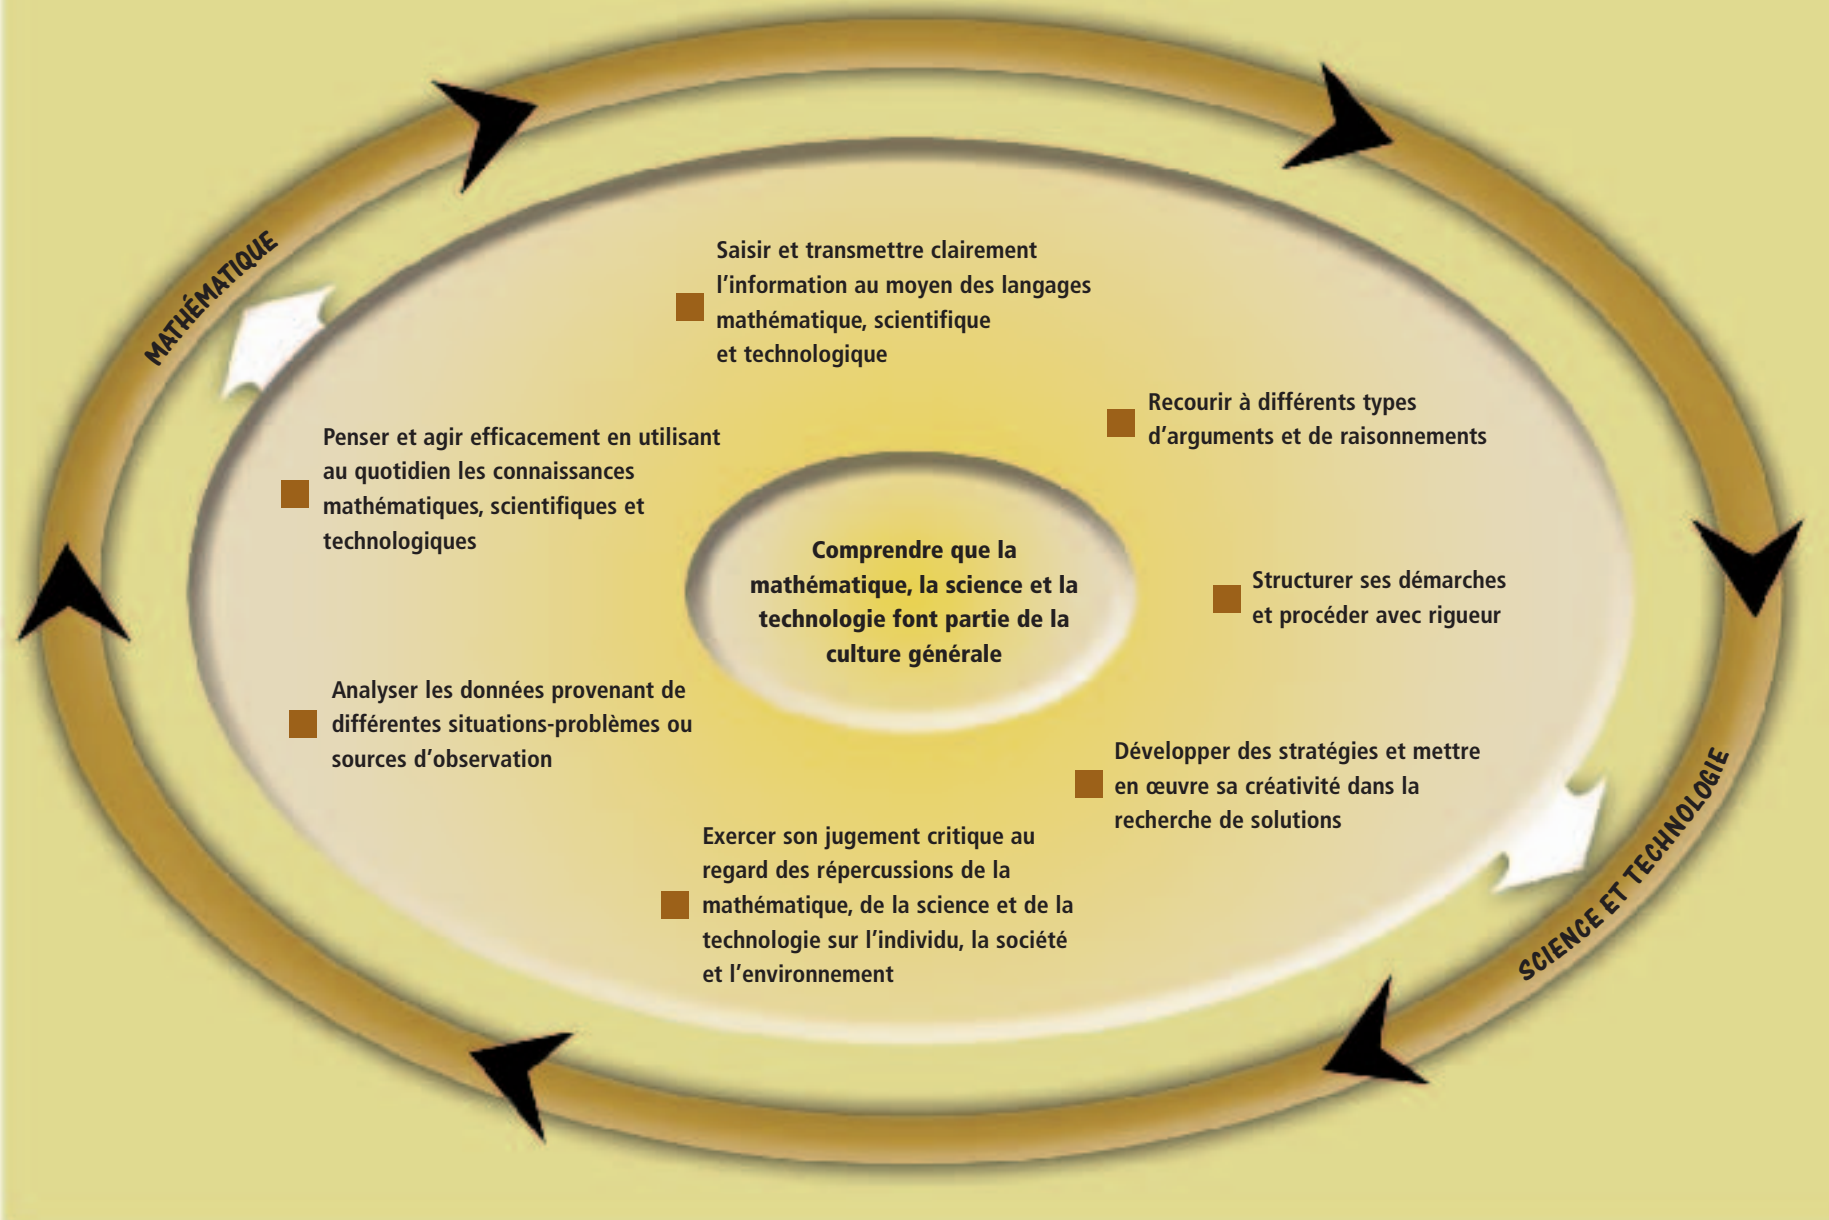 MATHÉMATIQUE
Saisir et transmettre clairement
l’information au moyen des langages
mathématique, scientifique
et technologique
Recourir à différents types
d’arguments et de raisonnements
Penser et agir efficacement en utilisant
au quotidien les connaissances
mathématiques, scientifiques et
technologiques
Comprendre que la
mathématique, la science et la
technologie font partie de la
culture générale
Structurer ses démarches
et procéder avec rigueur
Analyser les données provenant de
différentes situations-problèmes ou
sources d’observation
Développer des stratégies et mettre
en œuvre sa créativité dans la
recherche de solutions
Exercer son jugement critique au
regard des répercussions de la
mathématique, de la science et de la
technologie sur l’individu, la société
et l’environnement
SCIENCE ET TECHNOLOGIE